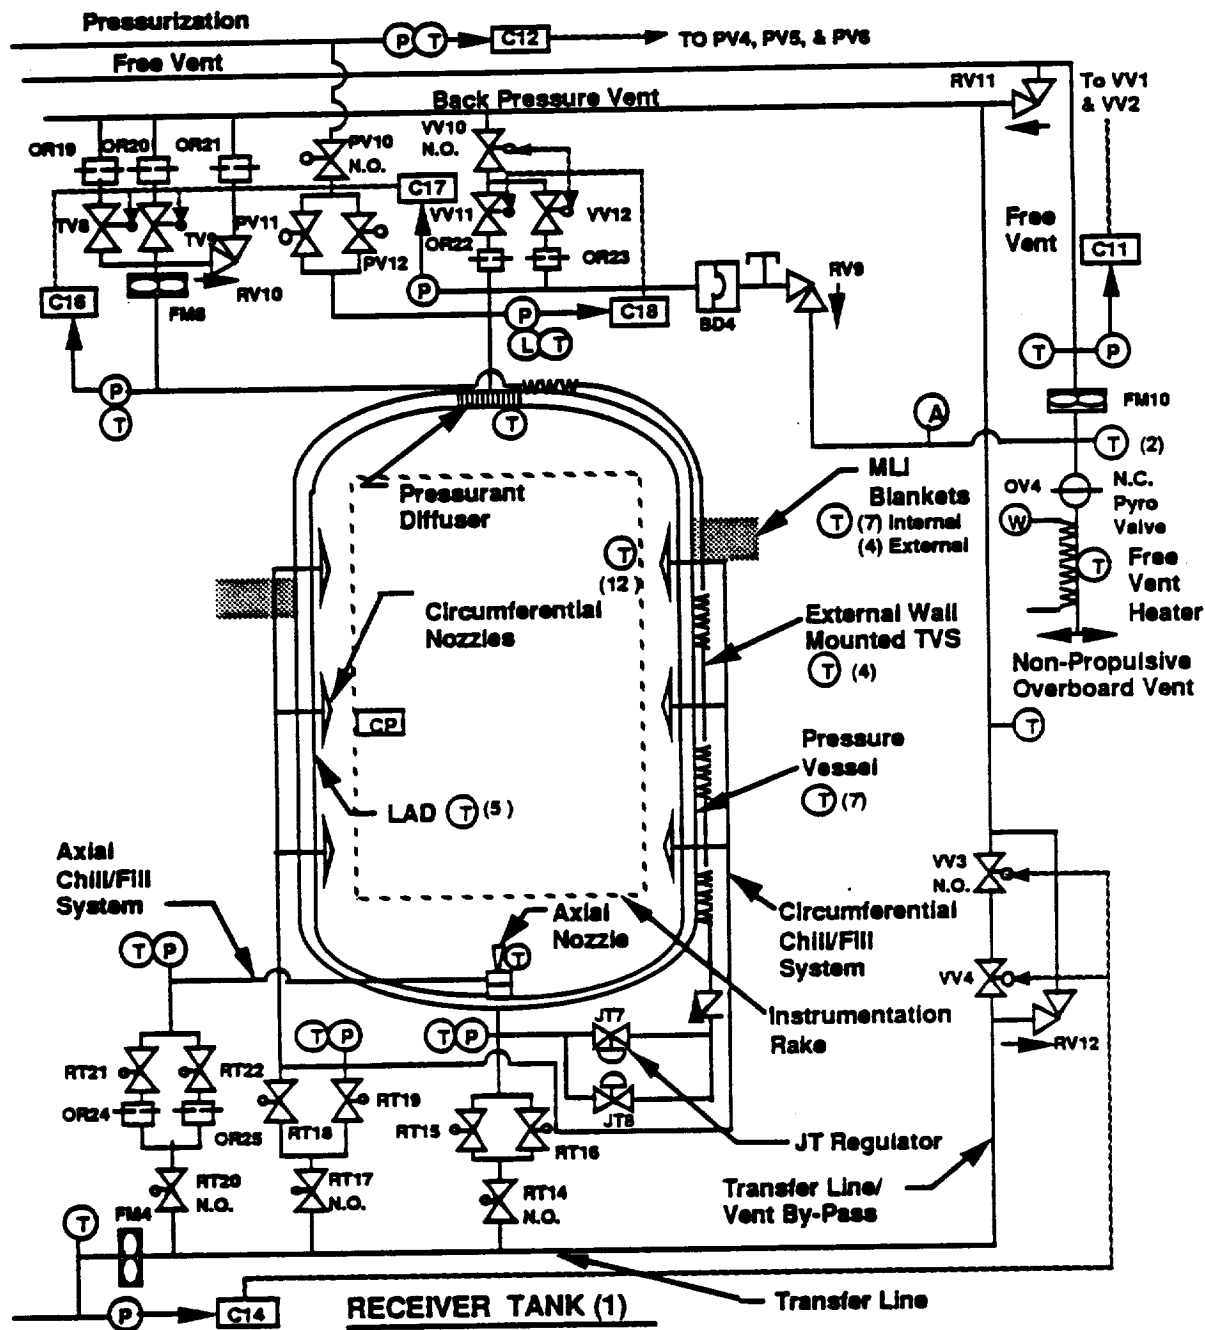 Pressurization
P T C12 TO PV4, PV5, & PV6
Free Vent
RV11
To VV1
& VV2
Back Pressure Vent
OR19
OR20
OR21
PV10
N.O.
VV10
N.O.
C17
TV8
TV9
PV11
PV12
VV11
VV12
OR22
OR23
Free
Vent
C11
C16
FM6
RV10
P
P
L T
C18
BD4
RV9
T P
P
T
FM10
T
A
T (2)
Pressurant
Diffuser
MLI
Blankets
T (7) Internal
(4) External
OV4
N.C.
Pyro
Valve
W
T
(12)
T
Free
Vent
Heater
Circumferential
Nozzles
External Wall
Mounted TVS
T (4)
Non-Propulsive
Overboard Vent
CP
T
Pressure
Vessel
T (7)
LAD T (5)
Axial
Chill/Fill
System
VV3
N.O.
Axial
Nozzle
T
Circumferential
Chill/Fill
System
T P
VV4
Instrumentation
Rake
T P
T P
JT7
RV12
RT21
RT22
RT18
RT19
JT8
OR24
OR25
RT15
RT16
JT Regulator
RT20
N.O.
RT17
N.O.
RT14
N.O.
Transfer Line/
Vent By-Pass
T
FM4
P C14
RECEIVER TANK (1)
Transfer Line